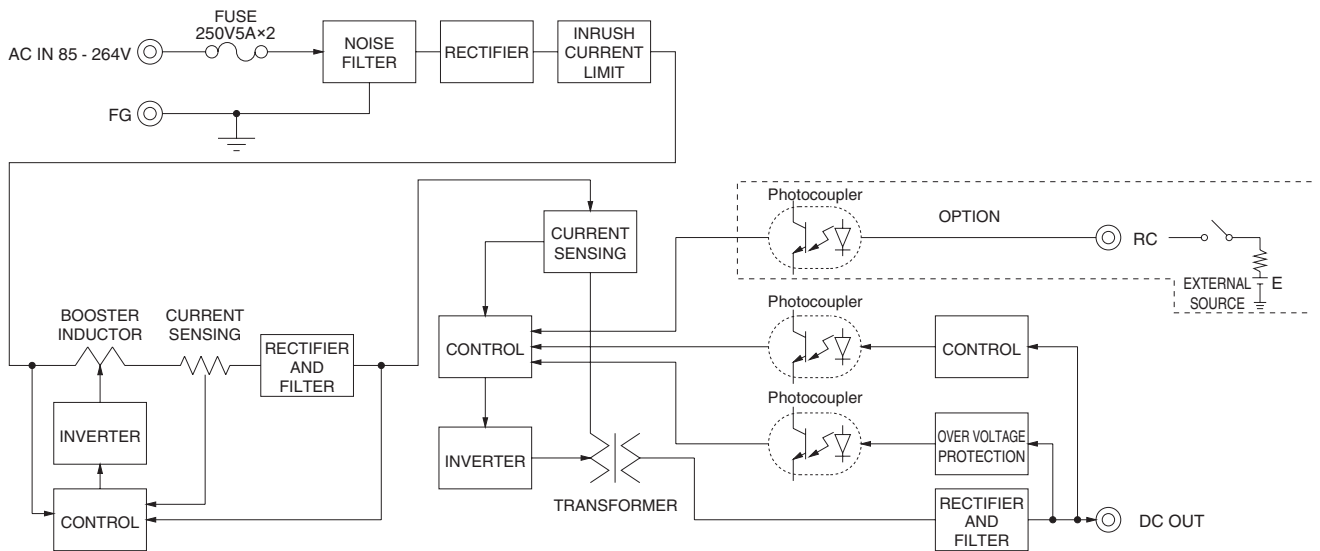 FUSE
250V5A×2
AC IN 85 - 264V
NOISE
FILTER
RECTIFIER
INRUSH
CURRENT
LIMIT
FG
Photocoupler
OPTION
RC
EXTERNAL
SOURCE
E
CURRENT
SENSING
BOOSTER
INDUCTOR
CURRENT
SENSING
RECTIFIER
AND
FILTER
CONTROL
Photocoupler
CONTROL
Photocoupler
INVERTER
INVERTER
OVER VOLTAGE
PROTECTION
TRANSFORMER
CONTROL
RECTIFIER
AND
FILTER
DC OUT